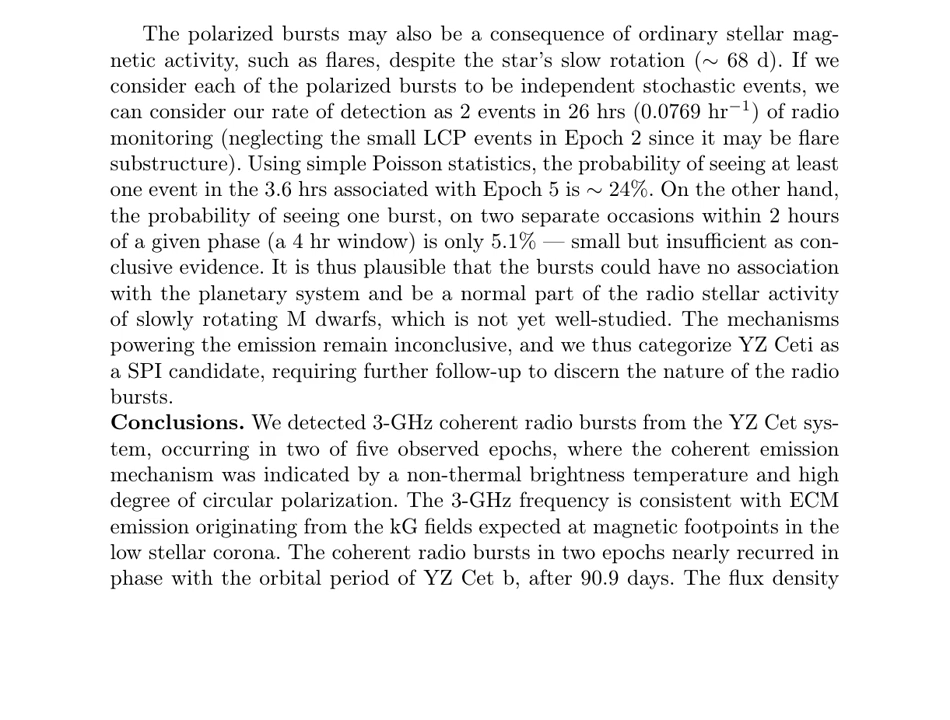 The polarized bursts may also be a consequence of ordinary stellar mag-
netic activity, such as flares, despite the star's slow rotation (∼ 68 d). If we
consider each of the polarized bursts to be independent stochastic events, we
can consider our rate of detection as 2 events in 26 hrs (0.0769 hr⁻¹) of radio
monitoring (neglecting the small LCP events in Epoch 2 since it may be flare
substructure). Using simple Poisson statistics, the probability of seeing at least
one event in the 3.6 hrs associated with Epoch 5 is ∼ 24%. On the other hand,
the probability of seeing one burst, on two separate occasions within 2 hours
of a given phase (a 4 hr window) is only 5.1% — small but insufficient as con-
clusive evidence. It is thus plausible that the bursts could have no association
with the planetary system and be a normal part of the radio stellar activity
of slowly rotating M dwarfs, which is not yet well-studied. The mechanisms
powering the emission remain inconclusive, and we thus categorize YZ Ceti as
a SPI candidate, requiring further follow-up to discern the nature of the radio
bursts.
Conclusions. We detected 3-GHz coherent radio bursts from the YZ Cet sys-
tem, occurring in two of five observed epochs, where the coherent emission
mechanism was indicated by a non-thermal brightness temperature and high
degree of circular polarization. The 3-GHz frequency is consistent with ECM
emission originating from the kG fields expected at magnetic footpoints in the
low stellar corona. The coherent radio bursts in two epochs nearly recurred in
phase with the orbital period of YZ Cet b, after 90.9 days. The flux density